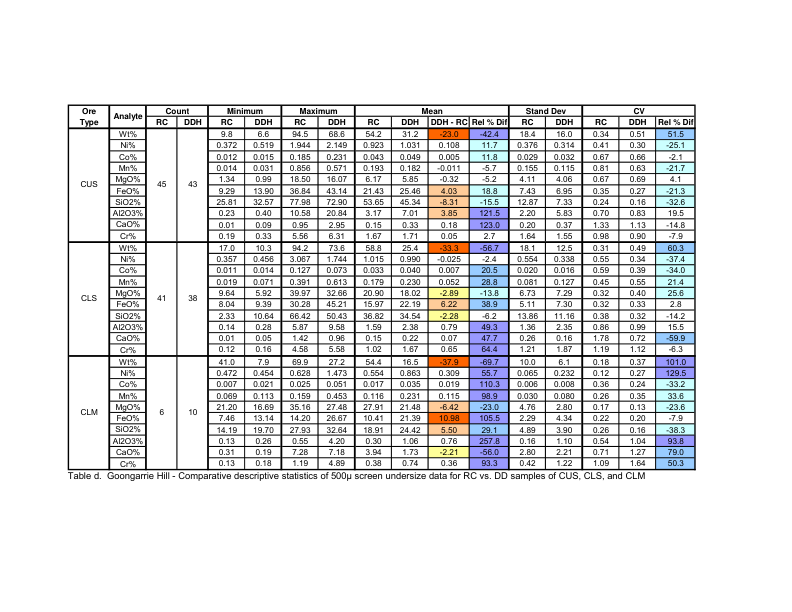 Ore Count Minimum Maximum Mean Stand Dev CV
Type Analyte RC DDH RC DDH RC DDH RC DDH DDH - RC Rel % Dif RC DDH RC DDH Rel % Dif
Wt% 9.8 6.6 94.5 68.6 54.2 31.2 -23.0 -42.4 18.4 16.0 0.34 0.51 51.5
Ni% 0.372 0.519 1.944 2.149 0.923 1.031 0.108 11.7 0.376 0.314 0.41 0.30 -25.1
Co% 0.012 0.015 0.185 0.231 0.043 0.049 0.005 11.8 0.029 0.032 0.67 0.66 -2.1
Mn% 0.014 0.031 0.856 0.571 0.193 0.182 -0.011 -5.7 0.155 0.115 0.81 0.63 -21.7
MgO% 1.34 0.99 18.50 16.07 6.17 5.85 -0.32 -5.2 4.11 4.06 0.67 0.69 4.1
CUS 45 43 FeO% 9.29 13.90 36.84 43.14 21.43 25.46 4.03 18.8 7.43 6.95 0.35 0.27 -21.3
SiO2% 25.81 32.57 77.98 72.90 53.65 45.34 -8.31 -15.5 12.87 7.33 0.24 0.16 -32.6
Al2O3% 0.23 0.40 10.58 20.84 3.17 7.01 3.85 121.5 2.20 5.83 0.70 0.83 19.5
CaO% 0.01 0.09 0.95 2.95 0.15 0.33 0.18 123.0 0.20 0.37 1.33 1.13 -14.8
Cr% 0.19 0.33 5.56 6.31 1.67 1.71 0.05 2.7 1.64 1.55 0.98 0.90 -7.9
Wt% 17.0 10.3 94.2 73.6 58.8 25.4 -33.3 -56.7 18.1 12.5 0.31 0.49 60.3
Ni% 0.357 0.456 3.067 1.744 1.015 0.990 -0.025 -2.4 0.554 0.338 0.55 0.34 -37.4
Co% 0.011 0.014 0.127 0.073 0.033 0.040 0.007 20.5 0.020 0.016 0.59 0.39 -34.0
Mn% 0.019 0.071 0.391 0.613 0.179 0.230 0.052 28.8 0.081 0.127 0.45 0.55 21.4
MgO% 9.64 5.92 39.97 32.66 20.90 18.02 -2.89 -13.8 6.73 7.29 0.32 0.40 25.6
CLS 41 38 FeO% 8.04 9.39 30.28 45.21 15.97 22.19 6.22 38.9 5.11 7.30 0.32 0.33 2.8
SiO2% 2.33 10.64 66.42 50.43 36.82 34.54 -2.28 -6.2 13.86 11.16 0.38 0.32 -14.2
Al2O3% 0.14 0.28 5.87 9.58 1.59 2.38 0.79 49.3 1.36 2.35 0.86 0.99 15.5
CaO% 0.01 0.05 1.42 0.96 0.15 0.22 0.07 47.7 0.26 0.16 1.78 0.72 -59.9
Cr% 0.12 0.16 4.58 5.58 1.02 1.67 0.65 64.4 1.21 1.87 1.19 1.12 -6.3
Wt% 41.0 7.9 69.9 27.2 54.4 16.5 -37.9 -69.7 10.0 6.1 0.18 0.37 101.0
Ni% 0.472 0.454 0.628 1.473 0.554 0.863 0.309 55.7 0.065 0.232 0.12 0.27 129.5
Co% 0.007 0.021 0.025 0.051 0.017 0.035 0.019 110.3 0.006 0.008 0.36 0.24 -33.2
Mn% 0.069 0.113 0.159 0.453 0.116 0.231 0.115 98.9 0.030 0.080 0.26 0.35 33.6
MgO% 21.20 16.69 35.16 27.48 27.91 21.48 -6.42 -23.0 4.76 2.80 0.17 0.13 -23.6
CLM 6 10 FeO% 7.46 13.14 14.20 26.67 10.41 21.39 10.98 105.5 2.29 4.34 0.22 0.20 -7.9
SiO2% 14.19 19.70 27.93 32.64 18.91 24.42 5.50 29.1 4.89 3.90 0.26 0.16 -38.3
Al2O3% 0.13 0.26 0.55 4.20 0.30 1.06 0.76 257.8 0.16 1.10 0.54 1.04 93.8
CaO% 0.31 0.19 7.28 7.18 3.94 1.73 -2.21 -56.0 2.80 2.21 0.71 1.27 79.0
Cr% 0.13 0.18 1.19 4.89 0.38 0.74 0.36 93.3 0.42 1.22 1.09 1.64 50.3
Table d. Goongarrie Hill - Comparative descriptive statistics of 500µ screen undersize data for RC vs. DD samples of CUS, CLS, and CLM